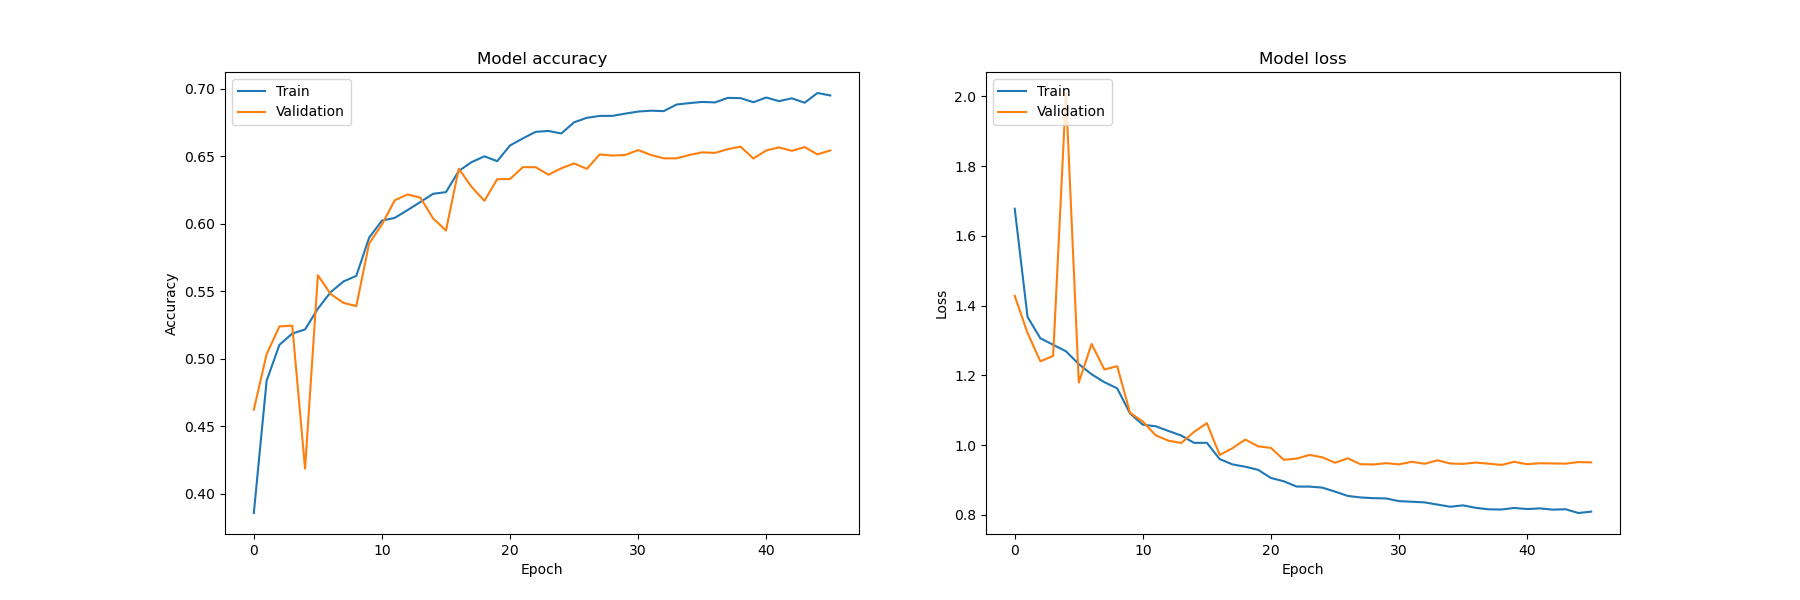 Model accuracy
Train
Validation
0.70
0.65
0.60
0.55
0.50
0.45
0.40
Accuracy
0
10
20
30
40
Epoch
Model loss
Train
Validation
2.0
1.8
1.6
1.4
1.2
1.0
0.8
Loss
0
10
20
30
40
Epoch